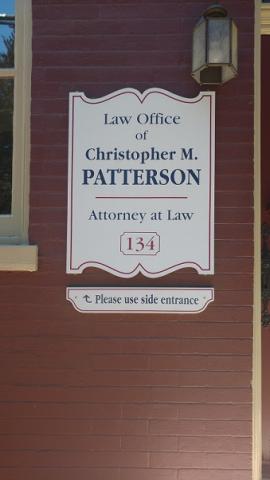 Law Office
of
Christopher M.
PATTERSON
Attorney at Law
134
Please use side entrance